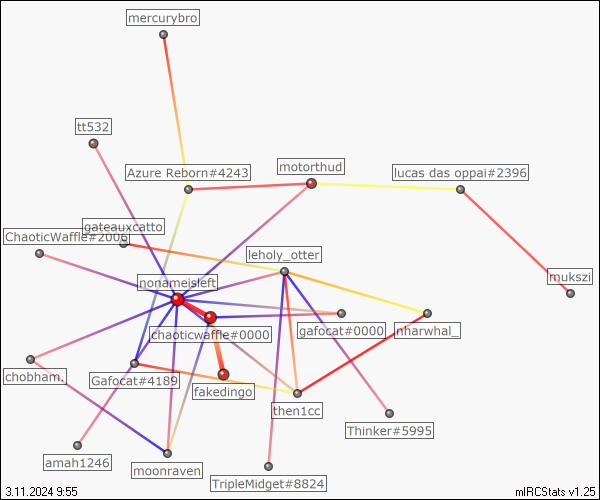 mercurybro
tt532
Azure Reborn#4243
motorthud
lucas das oppai#2396
gateauxcatto
ChaoticWaffle#2006
leholy_otter
nonameisleft
mukszi
chaoticwaffle#0000
gafocat#0000
nharwhal_
chobham.
Gafocat#4189
fakedingo
then1cc
Thinker#5995
amah1246
moonraven
TripleMidget#8824
3.11.2024 9:55
mIRCStats v1.25